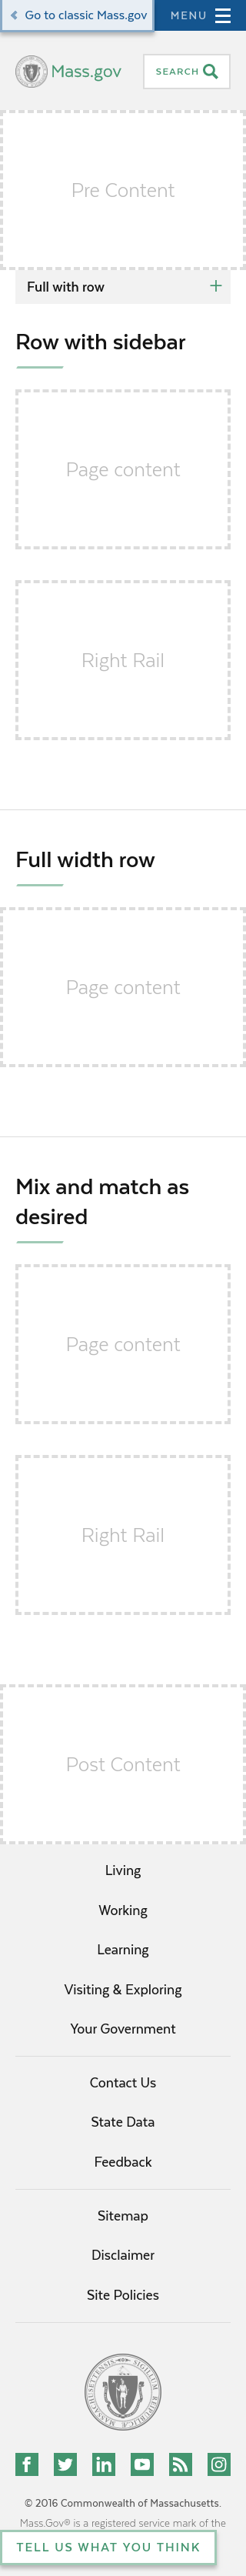 Go to classic Mass.gov
MENU
Mass.gov
SEARCH
Pre Content
Full with row
Row with sidebar
Page content
Right Rail
Full width row
Page content
Mix and match as
desired
Page content
Right Rail
Post Content
Living
Working
Learning
Visiting & Exploring
Your Government
Contact Us
State Data
Feedback
Sitemap
Disclaimer
Site Policies
© 2016 Commonwealth of Massachusetts.
Mass.Gov® is a registered service mark of the
TELL US WHAT YOU THINK